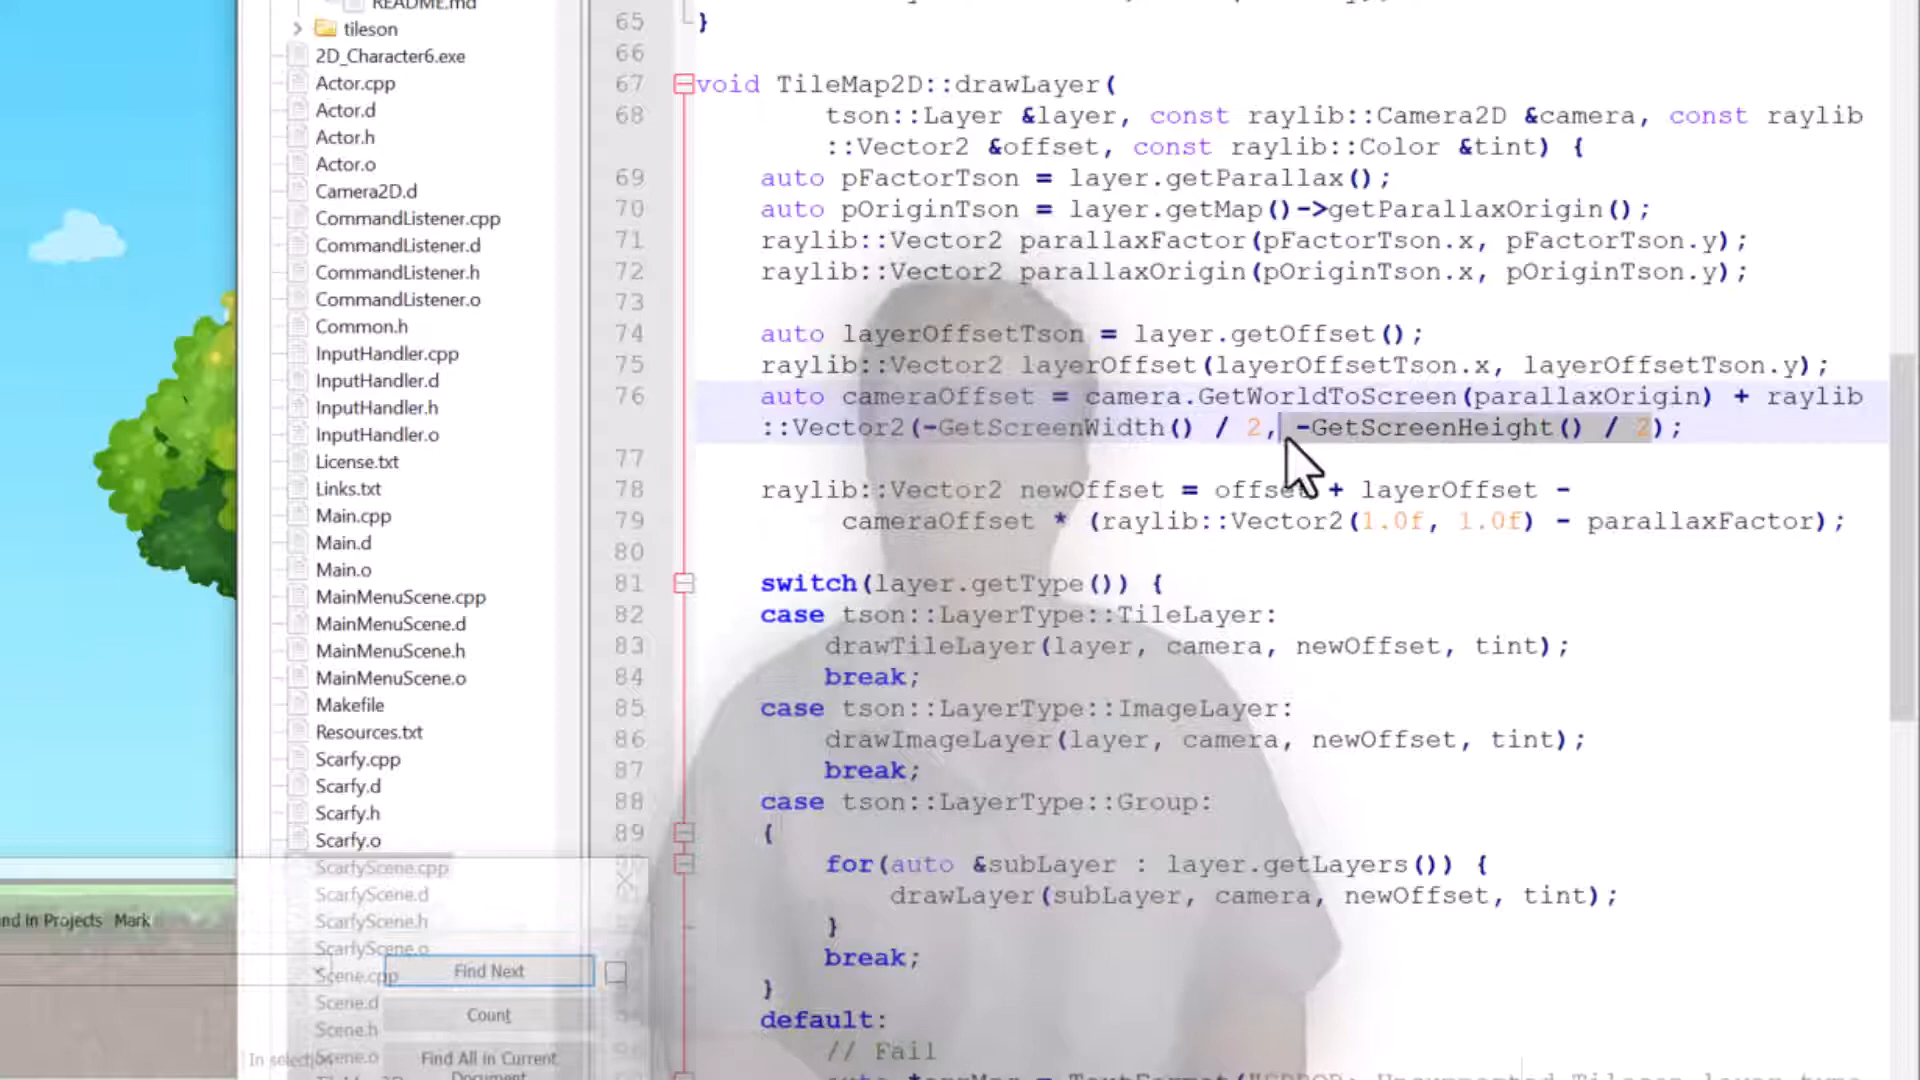 README.md
tileson
2D_Character6.exe
Actor.cpp
Actor.d
Actor.h
Actor.o
Camera2D.d
CommandListener.cpp
CommandListener.d
CommandListener.h
CommandListener.o
Common.h
InputHandler.cpp
InputHandler.d
InputHandler.h
InputHandler.o
License.txt
Links.txt
Main.cpp
Main.d
Main.o
MainMenuScene.cpp
MainMenuScene.d
MainMenuScene.h
MainMenuScene.o
Makefile
Resources.txt
Scarfy.cpp
Scarfy.d
Scarfy.h
Scarfy.o
ScarfyScene.cpp
ScarfyScene.d
ScarfyScene.h
ScarfyScene.o
Scene.cpp
Scene.d
Scene.h
Scene.o
nd in Projects Mark
Find Next
Count
Find All in Current
Document
65 }
66
67 void TileMap2D::drawLayer(
68 tson::Layer &layer, const raylib::Camera2D &camera, const raylib
::Vector2 &offset, const raylib::Color &tint) {
69 auto pFactorTson = layer.getParallax();
70 auto pOriginTson = layer.getMap()->getParallaxOrigin();
71 raylib::Vector2 parallaxFactor(pFactorTson.x, pFactorTson.y);
72 raylib::Vector2 parallaxOrigin(pOriginTson.x, pOriginTson.y);
73
74 auto layerOffsetTson = layer.getOffset();
75 raylib::Vector2 layerOffset(layerOffsetTson.x, layerOffsetTson.y);
76 auto cameraOffset = camera.GetWorldToScreen(parallaxOrigin) + raylib
::Vector2(-GetScreenWidth() / 2, -GetScreenHeight() / 2);
77
78 raylib::Vector2 newOffset = offset + layerOffset -
79 cameraOffset * (raylib::Vector2(1.0f, 1.0f) - parallaxFactor);
80
81 switch(layer.getType()) {
82 case tson::LayerType::TileLayer:
83 drawTileLayer(layer, camera, newOffset, tint);
84 break;
85 case tson::LayerType::ImageLayer:
86 drawImageLayer(layer, camera, newOffset, tint);
87 break;
88 case tson::LayerType::Group:
89 {
for(auto &subLayer : layer.getLayers()) {
drawLayer(subLayer, camera, newOffset, tint);
}
break;
}
default:
// Fail